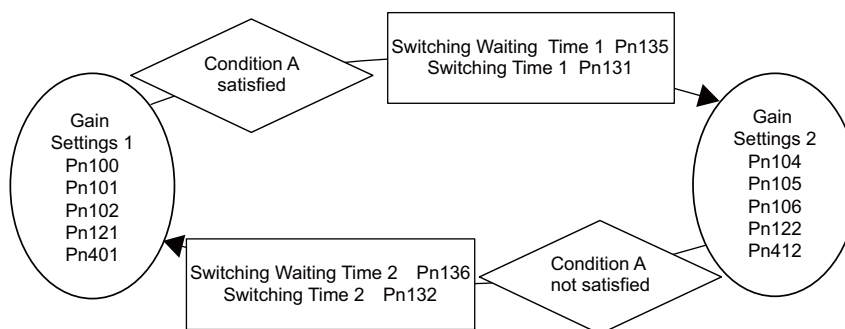 Condition A
satisfied
Switching Waiting Time 1 Pn135
Switching Time 1 Pn131
Gain
Settings 1
Pn100
Pn101
Pn102
Pn121
Pn401
Gain
Settings 2
Pn104
Pn105
Pn106
Pn122
Pn412
Switching Waiting Time 2 Pn136
Switching Time 2 Pn132
Condition A
not satisfied